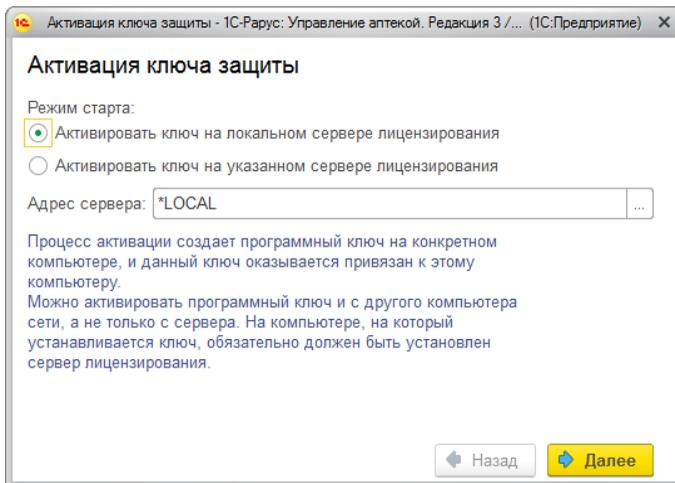 1С Активация ключа защиты - 1С-Рарус: Управление аптекой. Редакция 3 /... (1С:Предприятие)
Активация ключа защиты
Режим старта:
Активировать ключ на локальном сервере лицензирования
Активировать ключ на указанном сервере лицензирования
Адрес сервера: *LOCAL ...
Процесс активации создает программный ключ на конкретном
компьютере, и данный ключ оказывается привязан к этому
компьютеру.
Можно активировать программный ключ и с другого компьютера
сети, а не только с сервера. На компьютере, на который
устанавливается ключ, обязательно должен быть установлен
сервер лицензирования.
Назад Далее